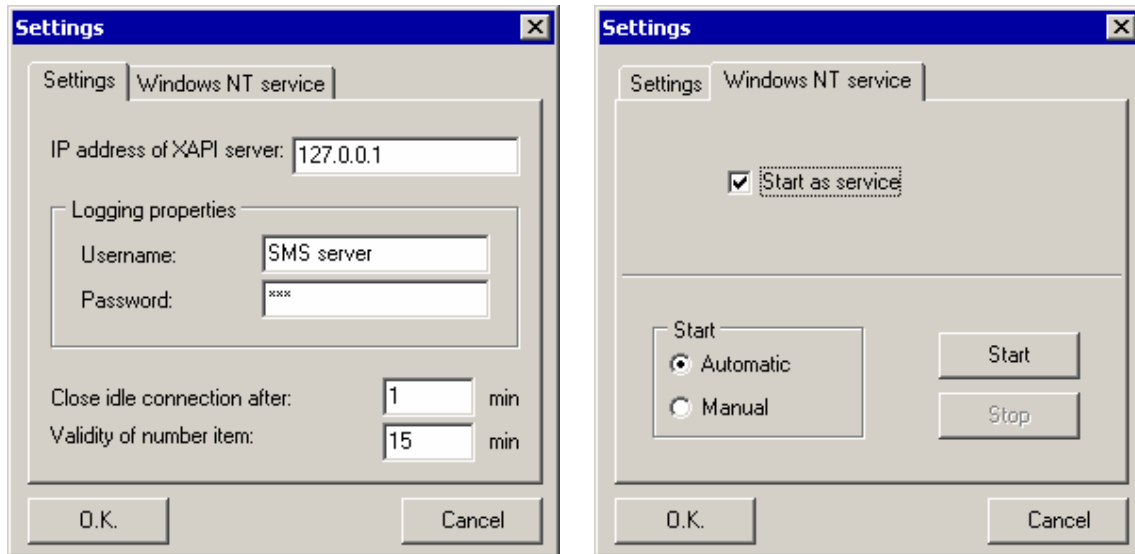 Settings
Settings Windows NT service
IP address of XAPI server: 127.0.0.1
Logging properties
Username: SMS server
Password: ***
Close idle connection after: 1 min
Validity of number item: 15 min
O.K. Cancel
Settings
Settings Windows NT service
Start as service
Start
Automatic
Manual
Start
Stop
O.K. Cancel